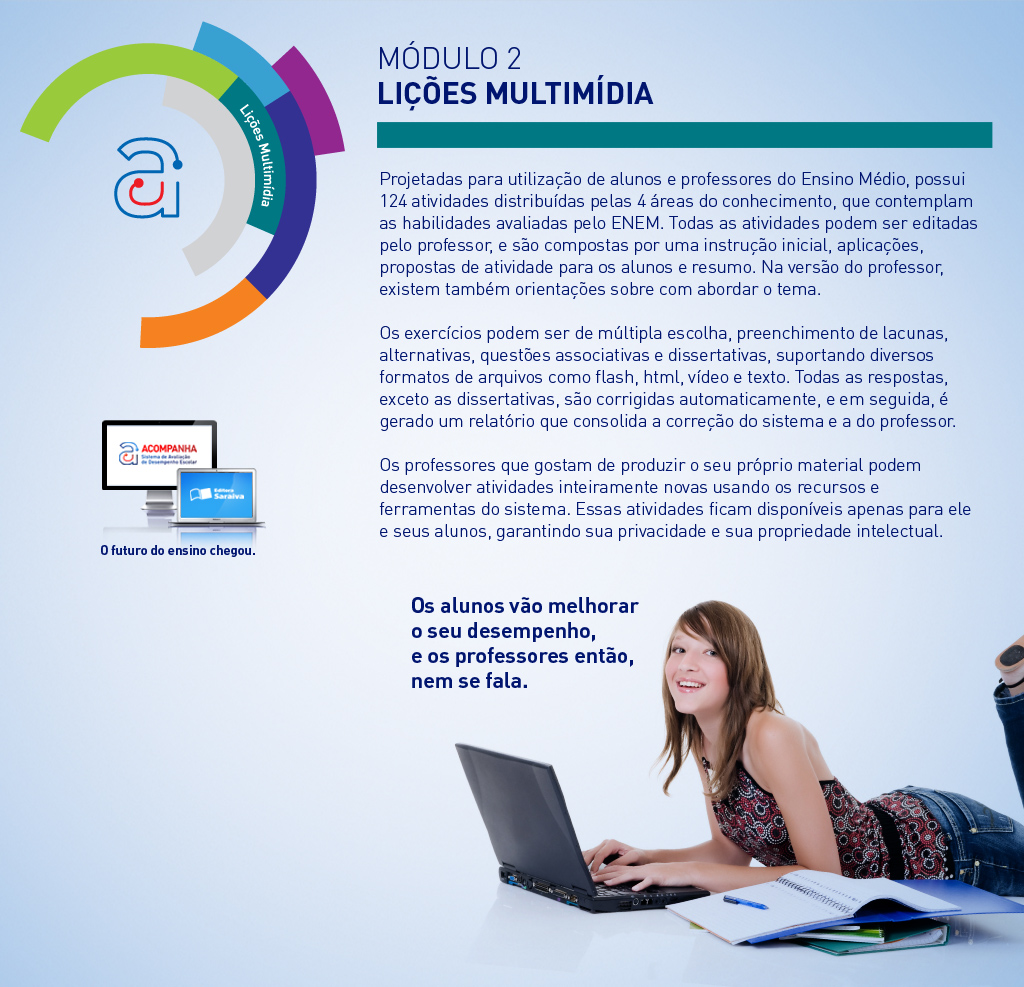 MÓDULO 2
LIÇÕES MULTIMÍDIA
Lições Multimídia
Projetadas para utilização de alunos e professores do Ensino Médio, possui
124 atividades distribuídas pelas 4 áreas do conhecimento, que contemplam
as habilidades avaliadas pelo ENEM. Todas as atividades podem ser editadas
pelo professor, e são compostas por uma instrução inicial, aplicações,
propostas de atividade para os alunos e resumo. Na versão do professor,
existem também orientações sobre com abordar o tema.
Os exercícios podem ser de múltipla escolha, preenchimento de lacunas,
alternativas, questões associativas e dissertativas, suportando diversos
formatos de arquivos como flash, html, vídeo e texto. Todas as respostas,
exceto as dissertativas, são corrigidas automaticamente, e em seguida, é
gerado um relatório que consolida a correção do sistema e a do professor.
Os professores que gostam de produzir o seu próprio material podem
desenvolver atividades inteiramente novas usando os recursos e
ferramentas do sistema. Essas atividades ficam disponíveis apenas para ele
e seus alunos, garantindo sua privacidade e sua propriedade intelectual.
ACOMPANHA
Sistema de Avaliação
de Desempenho Escolar
Editora
Saraiva
O futuro do ensino chegou.
Os alunos vão melhorar
o seu desempenho,
e os professores então,
nem se fala.